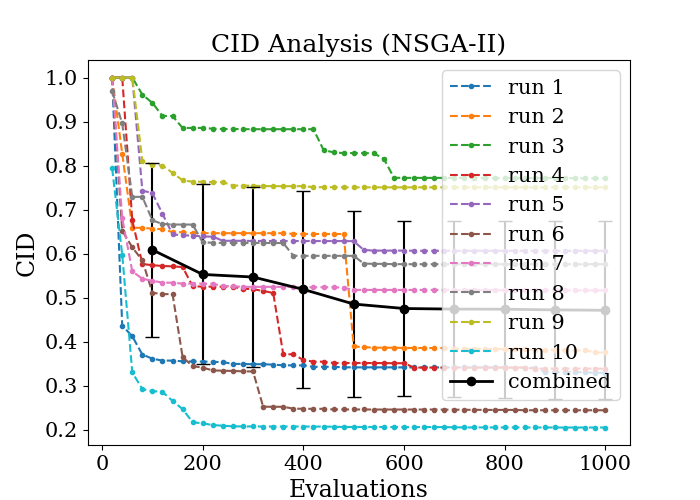 CID Analysis (NSGA-II)
CID
1.0
0.9
0.8
0.7
0.6
0.5
0.4
0.3
0.2
run 1
run 2
run 3
run 4
run 5
run 6
run 7
run 8
run 9
run 10
combined
0 200 400 600 800 1000
Evaluations